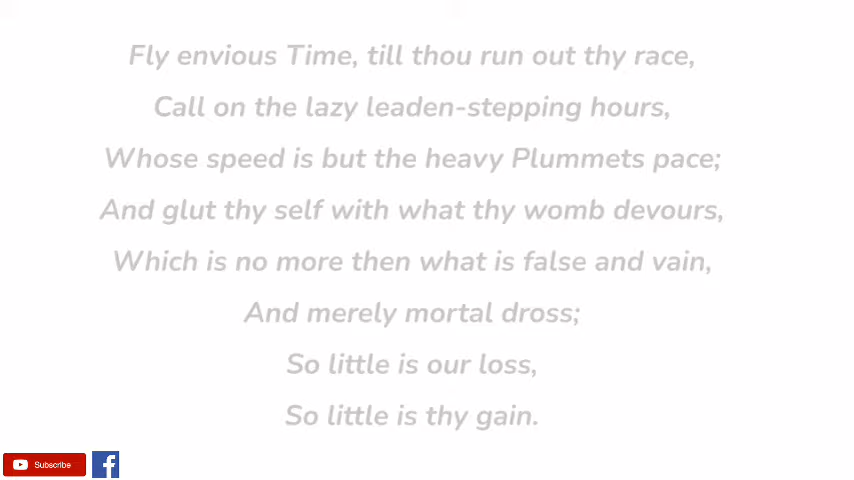 Fly envious Time, till thou run out thy race,
Call on the lazy leaden-stepping hours,
Whose speed is but the heavy Plummets pace;
And glut thy self with what thy womb devours,
Which is no more then what is false and vain,
And merely mortal dross;
So little is our loss,
So little is thy gain.
Subscribe